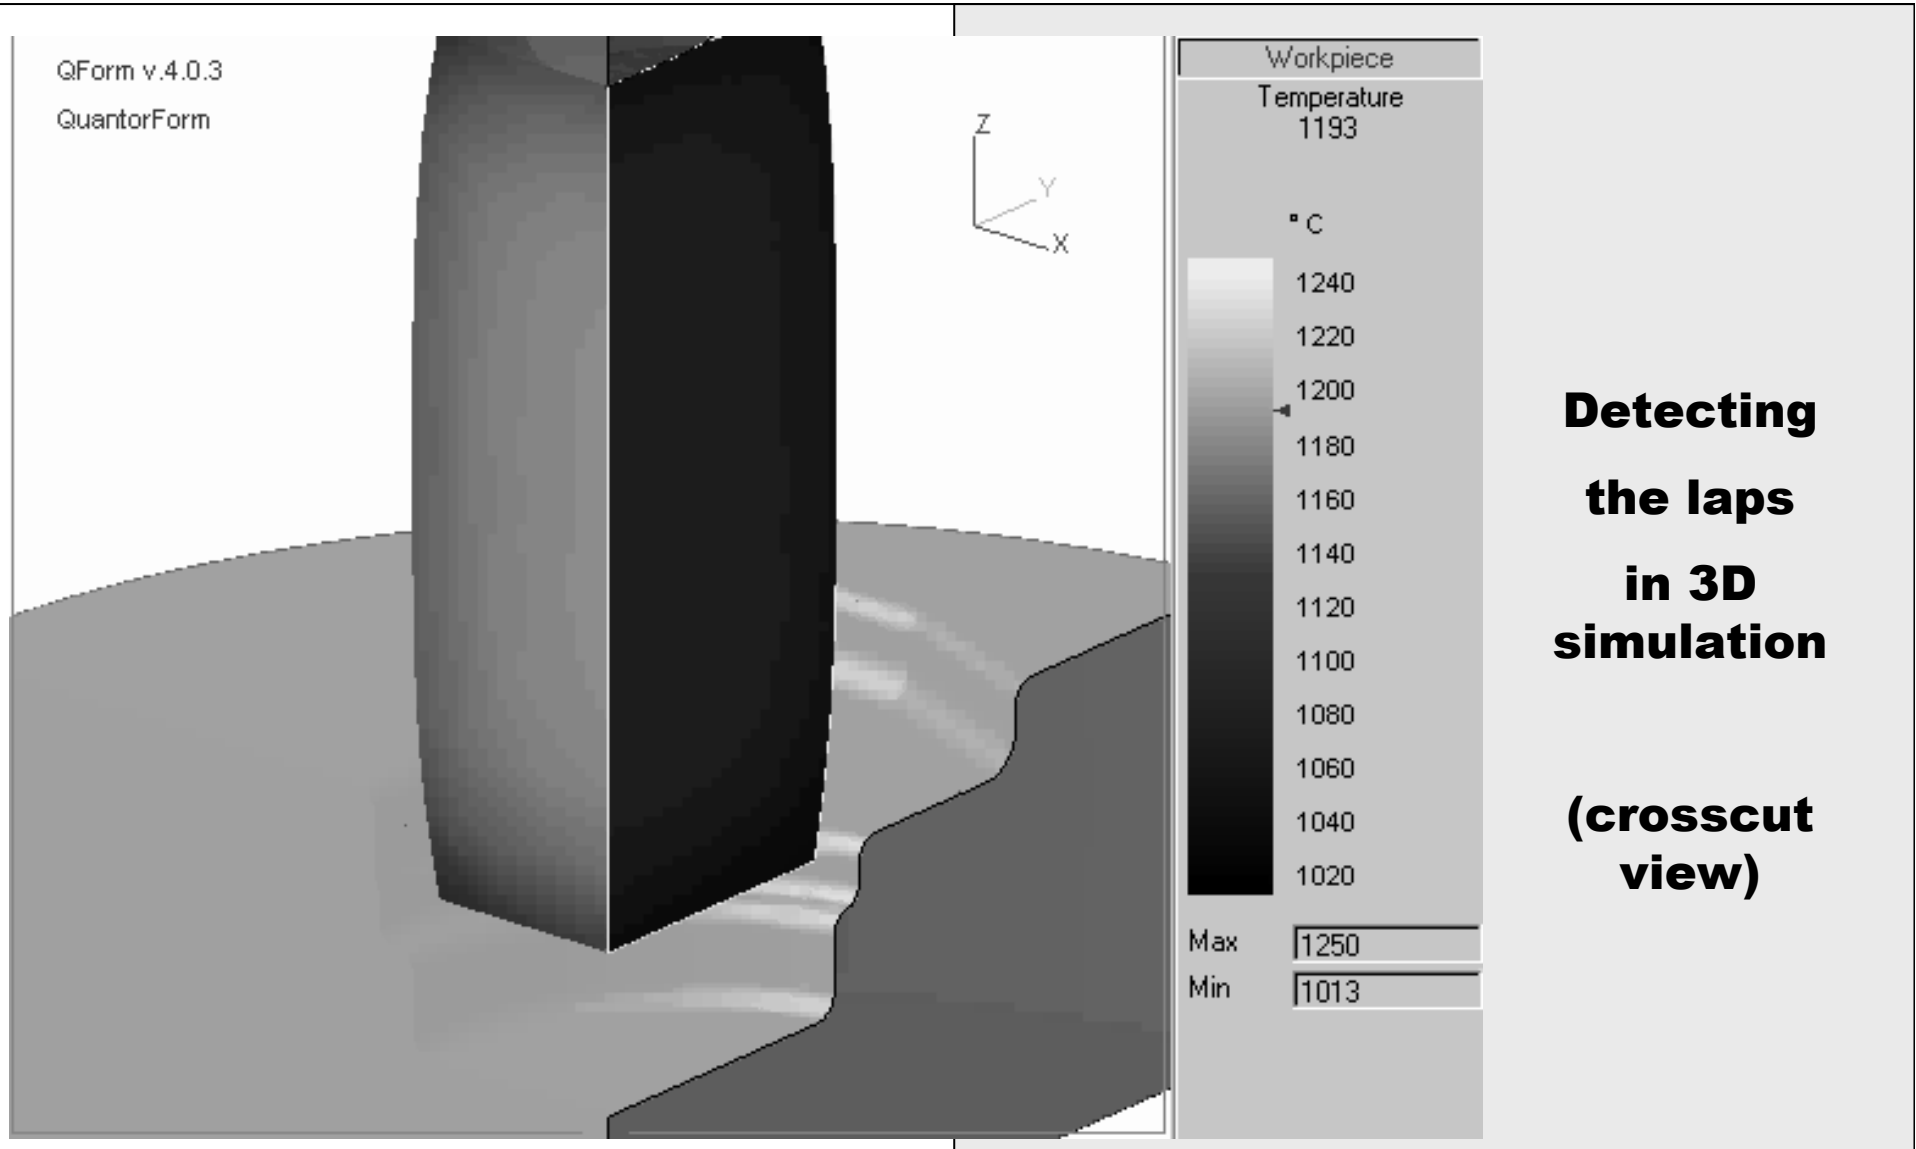 QForm v.4.0.3
QuantorForm
Z
Y
X
Workpiece
Temperature
1193
° C
1240
1220
1200
1180
1160
1140
1120
1100
1080
1060
1040
1020
Max 1250
Min 1013
Detecting
the laps
in 3D
simulation
(crosscut
view)